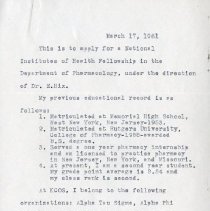 March 17, 1961
This is to apply for a National
Institutes of Health Fellowship in the
Department of Pharmacology, under the direction
of Dr. E.Nix.
My previous educational record is as
follows:
1. Matriculated at Memorial High School,
West New York, New Jersey-1953.
2. Matriculated at Rutgers University,
College of Pharmacy-1958-awarded
B.S. degree.
3. Served a one year pharmacy internship
and am licensed to practice pharmacy
in New Jersey, New York, and Missouri.
4. At present, I am a second year student.
My grade point average is and
my class rank is second.
At KCOS, I belong to the following
organizations: Alpha Tau Sigma, Alpha Phi